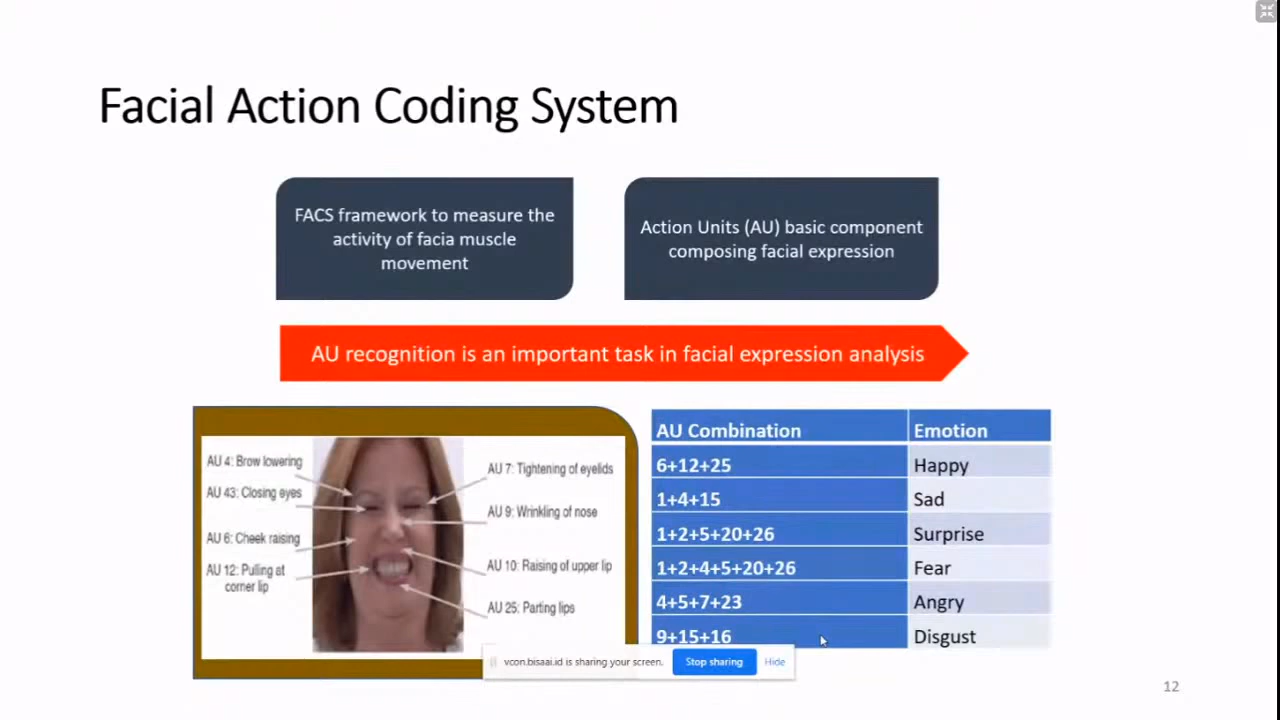 Facial Action Coding System
FACS framework to measure the
activity of facia muscle
movement
Action Units (AU) basic component
composing facial expression
AU recognition is an important task in facial expression analysis
AU 4: Brow lowering
AU 43: Closing eyes
AU 6: Cheek raising
AU 12: Pulling at
corner lip
AU 7: Tightening of eyelids
AU 9: Wrinkling of nose
AU 10: Raising of upper lip
AU 25: Parting lips
AU Combination Emotion
6+12+25 Happy
1+4+15 Sad
1+2+5+20+26 Surprise
1+2+4+5+20+26 Fear
4+5+7+23 Angry
9+15+16 Disgust
vcon.bisaai.id is sharing your screen. Stop sharing Hide
12